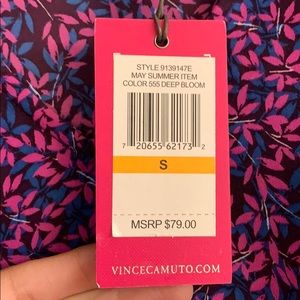 STYLE 9139147E
MAY SUMMER ITEM
COLOR 555 DEEP BLOOM
7 20655 62173 2
S
MSRP $79.00
VINCECAMUTO.COM